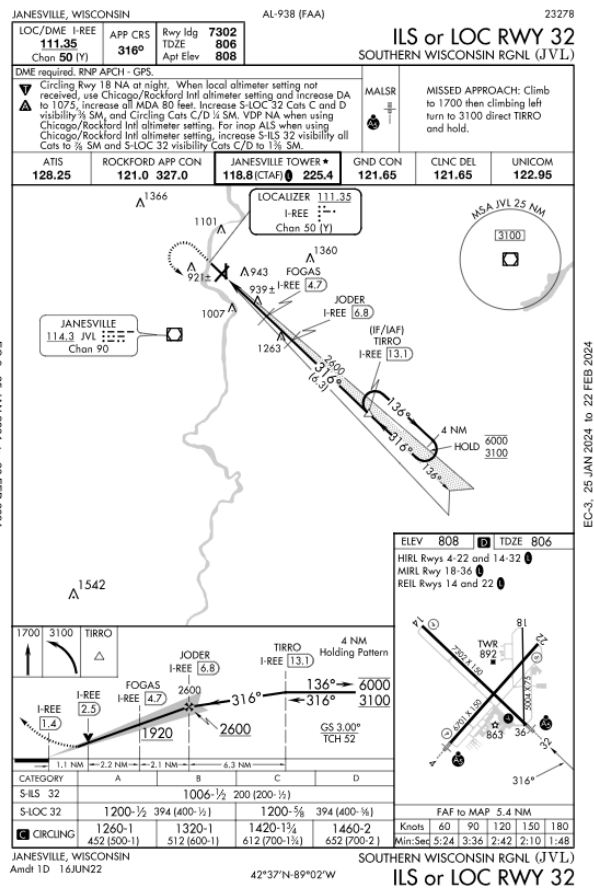 JANESVILLE, WISCONSIN
AL-938 (FAA)
23278
LOC/DME I-REE
111.35
Chan 50 (Y)
APP CRS
316°
Rwy ldg 7302
TDZE 806
Apt Elev 808
ILS or LOC RWY 32
SOUTHERN WISCONSIN RGNL (JVL)
DME required. RNP APCH - GPS.
T
A
Circling Rwy 18 NA at night. When local altimeter setting not
received, use Chicago/Rockford Intl altimeter setting and increase DA
to 1075, increase all MDA 80 feet. Increase S-LOC 32 Cats C and D
visibility ⅜ SM, and Circling Cats C/D ¼ SM. VDP NA when using
Chicago/Rockford Intl altimeter setting. For inop ALS when using
Chicago/Rockford Intl altimeter setting, increase S-ILS 32 visibility all
Cats to ⅞ SM and S-LOC 32 visibility Cats C/D to 1⅜ SM.
MALSR
A5
MISSED APPROACH: Climb
to 1700 then climbing left
turn to 3100 direct TIRRO
and hold.
ATIS
128.25
ROCKFORD APP CON
121.0 327.0
JANESVILLE TOWER★
118.8 (CTAF) L 225.4
GND CON
121.65
CLNC DEL
121.65
UNICOM
122.95
1366
LOCALIZER 111.35
I-REE
Chan 50 (Y)
1101
MSA JVL 25 NM
3100
1360
921±
943
939±
FOGAS
I-REE 4.7
1007
JODER
I-REE 6.8
JANESVILLE
114.3 JVL
Chan 90
1263
(IF/IAF)
TIRRO
I-REE 13.1
2600
316°
(6.3)
136°
316°
4 NM
HOLD
6000
3100
136°
1542
EC-3, 25 JAN 2024 to 22 FEB 2024
ELEV 808
D
TDZE 806
HIRL Rwys 4-22 and 14-32 L
MIRL Rwy 18-36 L
REIL Rwys 14 and 22 L
14
18
22
7302 X 150
TWR
892
5004 X 75
6701 X 150
863
A5
36
32
4
A5
316°
1700
3100
TIRRO
4 NM
Holding Pattern
TIRRO
I-REE 13.1
JODER
I-REE 6.8
FOGAS
I-REE 4.7
I-REE
2.5
I-REE
1.4
2600
316°
136°
6000
316°
3100
2600
1920
GS 3.00°
TCH 52
1.1 NM
2.2 NM
2.1 NM
6.3 NM
CATEGORY A B C D
S-ILS 32 1006-½ 200 (200-½)
S-LOC 32 1200-½ 394 (400-½) 1200-⅝ 394 (400-⅝)
C CIRCLING
1260-1 1320-1 1420-1¾ 1460-2
452 (500-1) 512 (600-1) 612 (700-1¾) 652 (700-2)
FAF to MAP 5.4 NM
Knots 60 90 120 150 180
Min:Sec 5:24 3:36 2:42 2:10 1:48
JANESVILLE, WISCONSIN
Amdt 1D 16JUN22
42°37'N-89°02'W
SOUTHERN WISCONSIN RGNL (JVL)
ILS or LOC RWY 32